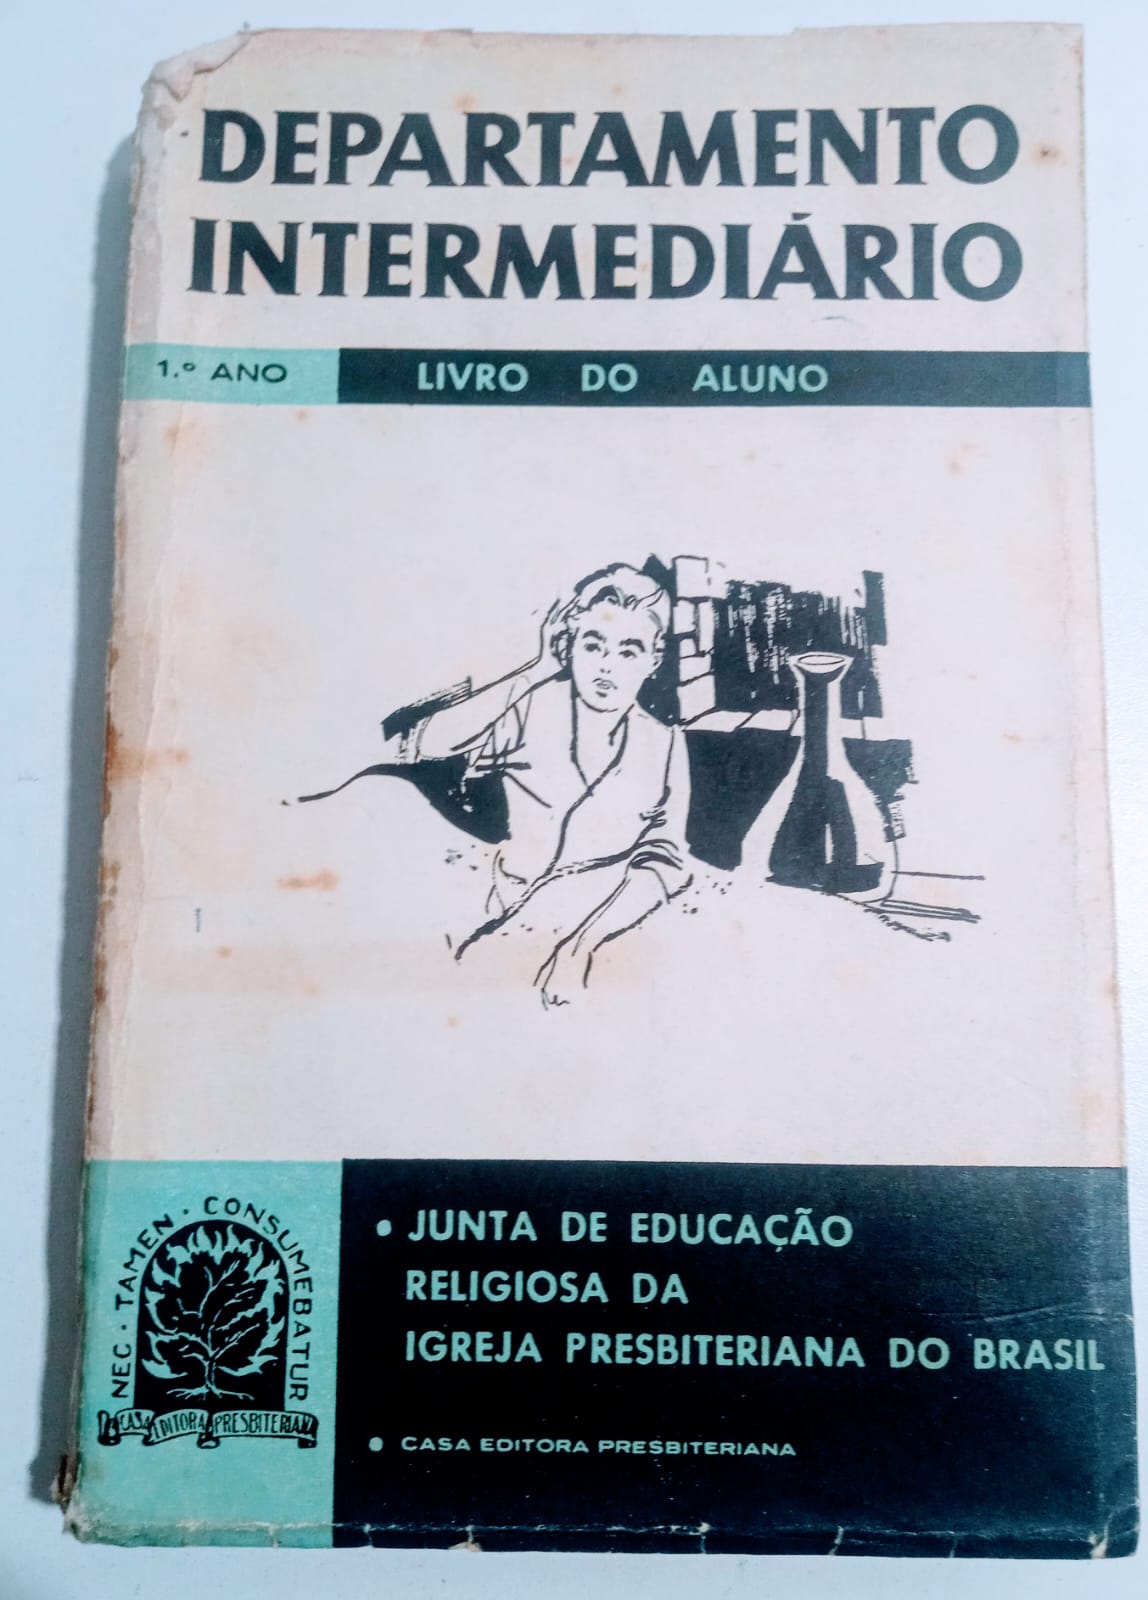 DEPARTAMENTO
INTERMEDIÁRIO
1.º ANO LIVRO DO ALUNO
NEC · TAMEN · CONSUMEBATUR
CASA EDITORA PRESBITERIANA
• JUNTA DE EDUCAÇÃO
RELIGIOSA DA
IGREJA PRESBITERIANA DO BRASIL
• CASA EDITORA PRESBITERIANA